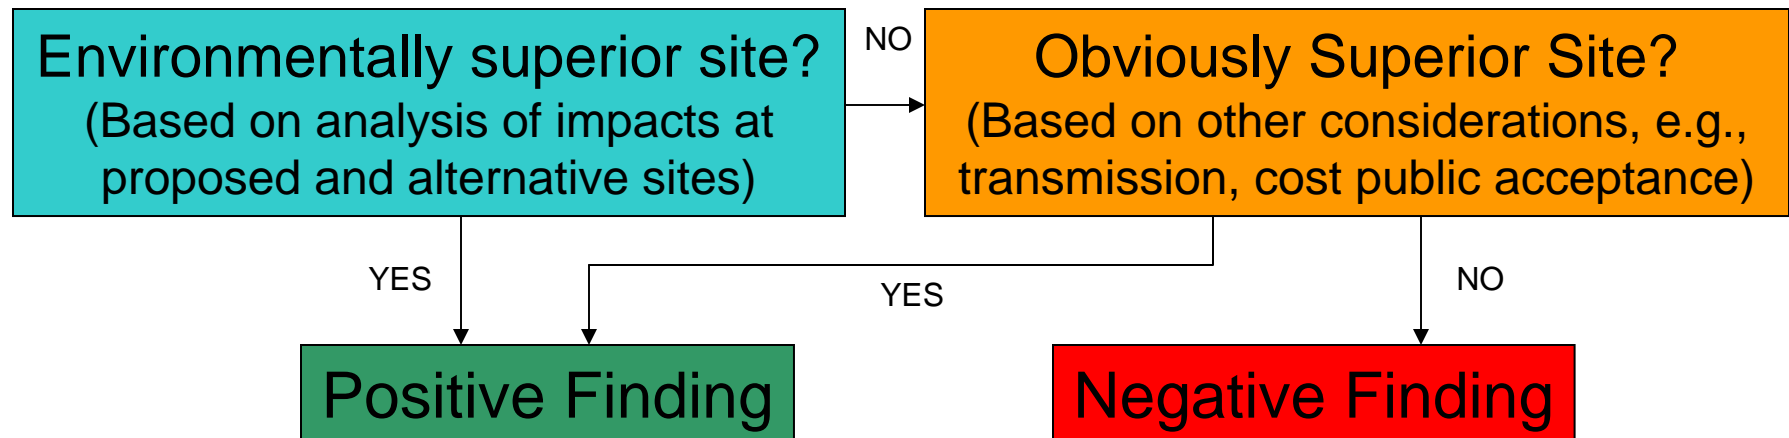 Environmentally superior site?
(Based on analysis of impacts at
proposed and alternative sites)
NO
Obviously Superior Site?
(Based on other considerations, e.g.,
transmission, cost public acceptance)
YES
YES
NO
Positive Finding
Negative Finding